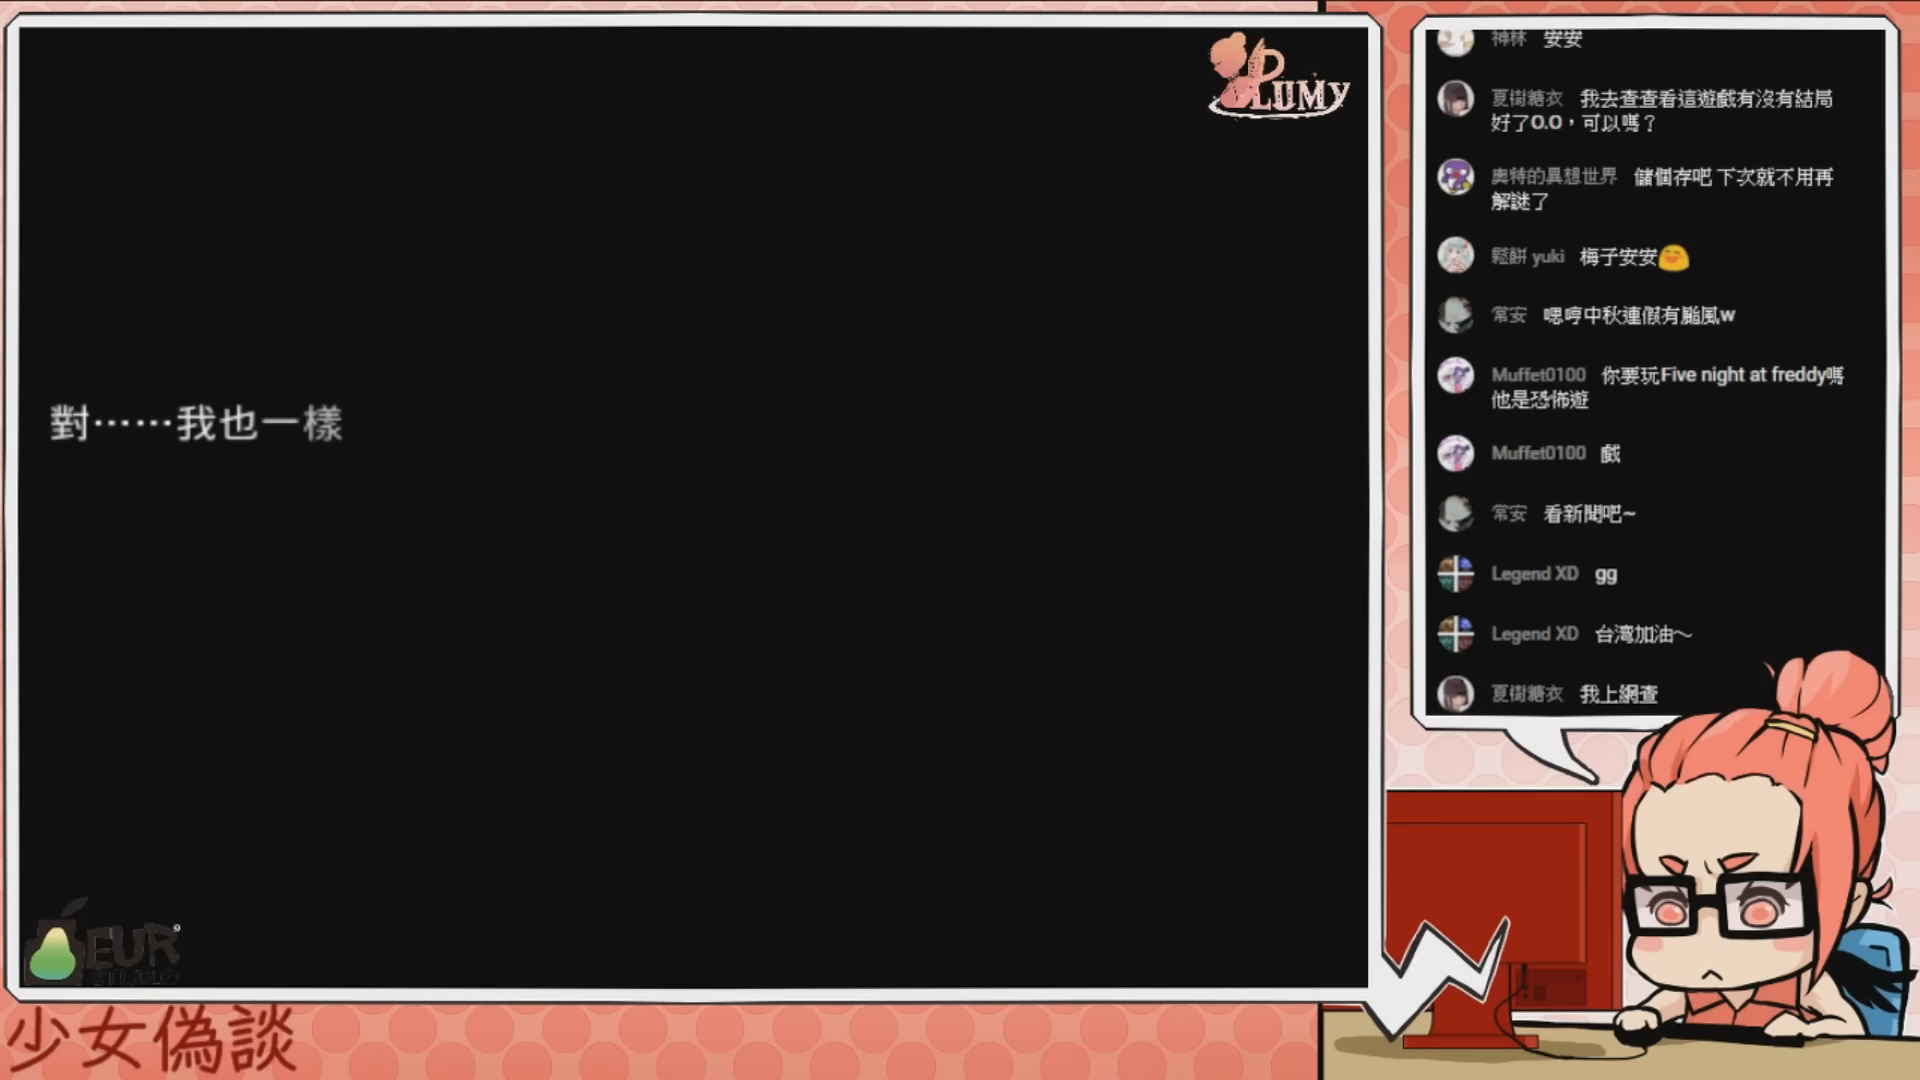 PLUMy
對……我也一樣
EUR
少女偽談
神林 安安
夏樹糖衣 我去查查看這遊戲有沒有結局
好了0.0，可以嗎？
奧特的異想世界 儲個存吧 下次就不用再
解謎了
鬆餅 yuki 梅子安安
常安 嗯哼中秋連假有颱風w
Muffet0100 你要玩Five night at freddy嗎
他是恐怖遊
Muffet0100 戲
常安 看新聞吧~
Legend XD gg
Legend XD 台湾加油～
夏樹糖衣 我上網查